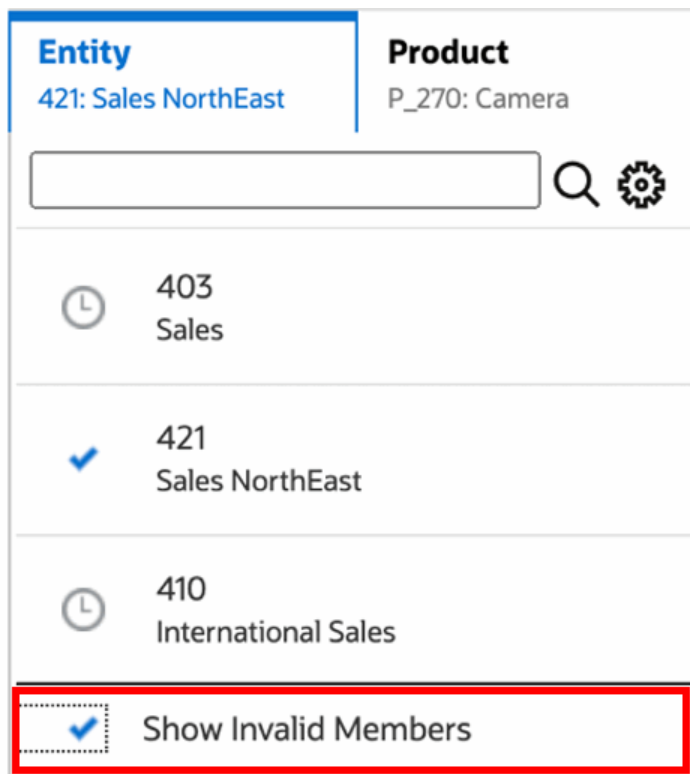 Entity
421: Sales NorthEast
Product
P_270: Camera
403
Sales
421
Sales NorthEast
410
International Sales
Show Invalid Members